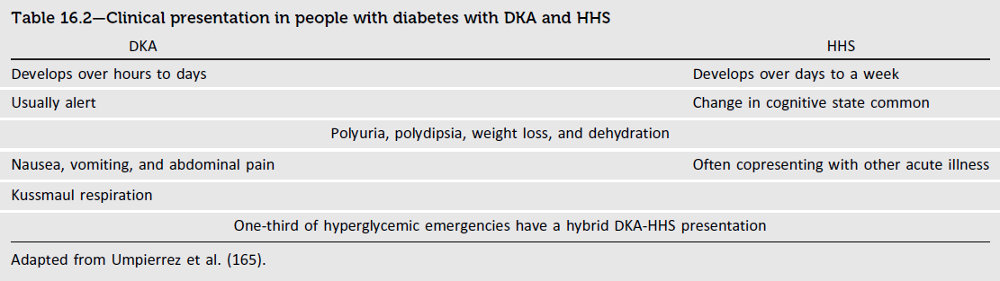 Table 16.2—Clinical presentation in people with diabetes with DKA and HHS
DKA HHS
Develops over hours to days Develops over days to a week
Usually alert Change in cognitive state common
Polyuria, polydipsia, weight loss, and dehydration
Nausea, vomiting, and abdominal pain Often copresenting with other acute illness
Kussmaul respiration
One-third of hyperglycemic emergencies have a hybrid DKA-HHS presentation
Adapted from Umpierrez et al. (165).